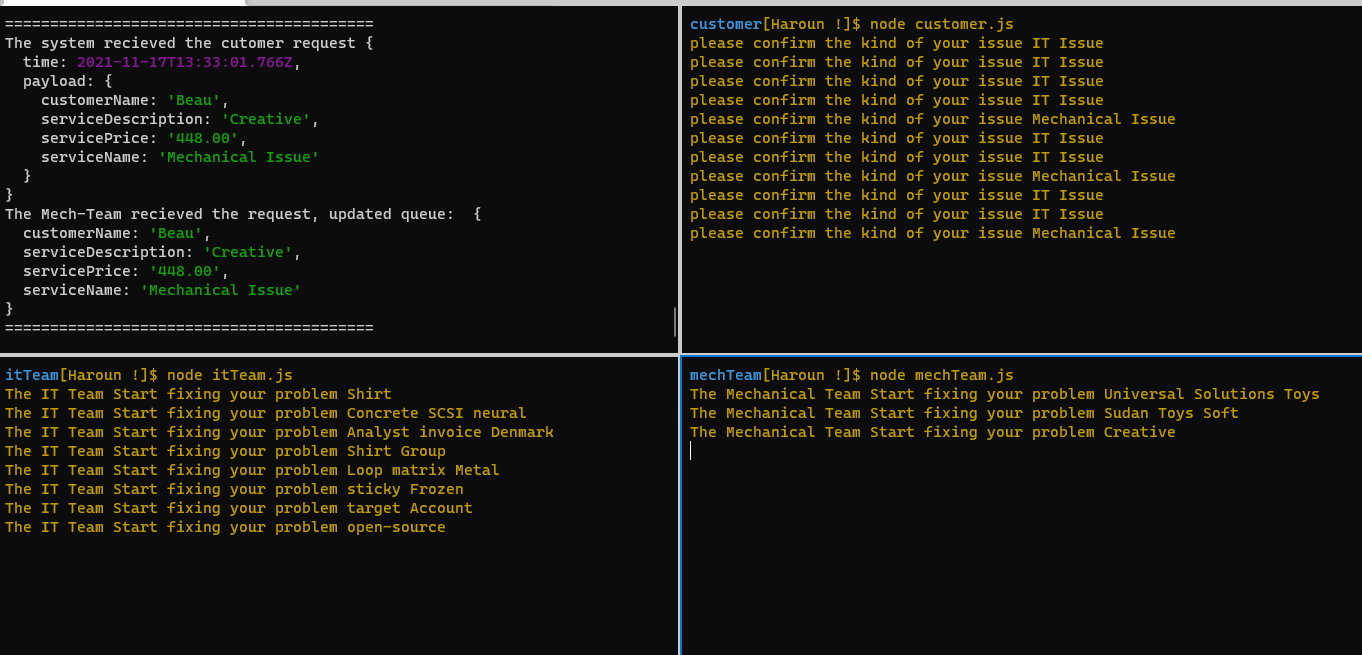 =========================================
The system recieved the cutomer request {
  time: 2021-11-17T13:33:01.766Z,
  payload: {
    customerName: 'Beau',
    serviceDescription: 'Creative',
    servicePrice: '448.00',
    serviceName: 'Mechanical Issue'
  }
}
The Mech-Team recieved the request, updated queue:  {
  customerName: 'Beau',
  serviceDescription: 'Creative',
  servicePrice: '448.00',
  serviceName: 'Mechanical Issue'
}
=========================================
customer[Haroun !]$ node customer.js
please confirm the kind of your issue IT Issue
please confirm the kind of your issue IT Issue
please confirm the kind of your issue IT Issue
please confirm the kind of your issue IT Issue
please confirm the kind of your issue Mechanical Issue
please confirm the kind of your issue IT Issue
please confirm the kind of your issue IT Issue
please confirm the kind of your issue Mechanical Issue
please confirm the kind of your issue IT Issue
please confirm the kind of your issue IT Issue
please confirm the kind of your issue Mechanical Issue
itTeam[Haroun !]$ node itTeam.js
The IT Team Start fixing your problem Shirt
The IT Team Start fixing your problem Concrete SCSI neural
The IT Team Start fixing your problem Analyst invoice Denmark
The IT Team Start fixing your problem Shirt Group
The IT Team Start fixing your problem Loop matrix Metal
The IT Team Start fixing your problem sticky Frozen
The IT Team Start fixing your problem target Account
The IT Team Start fixing your problem open-source
mechTeam[Haroun !]$ node mechTeam.js
The Mechanical Team Start fixing your problem Universal Solutions Toys
The Mechanical Team Start fixing your problem Sudan Toys Soft
The Mechanical Team Start fixing your problem Creative